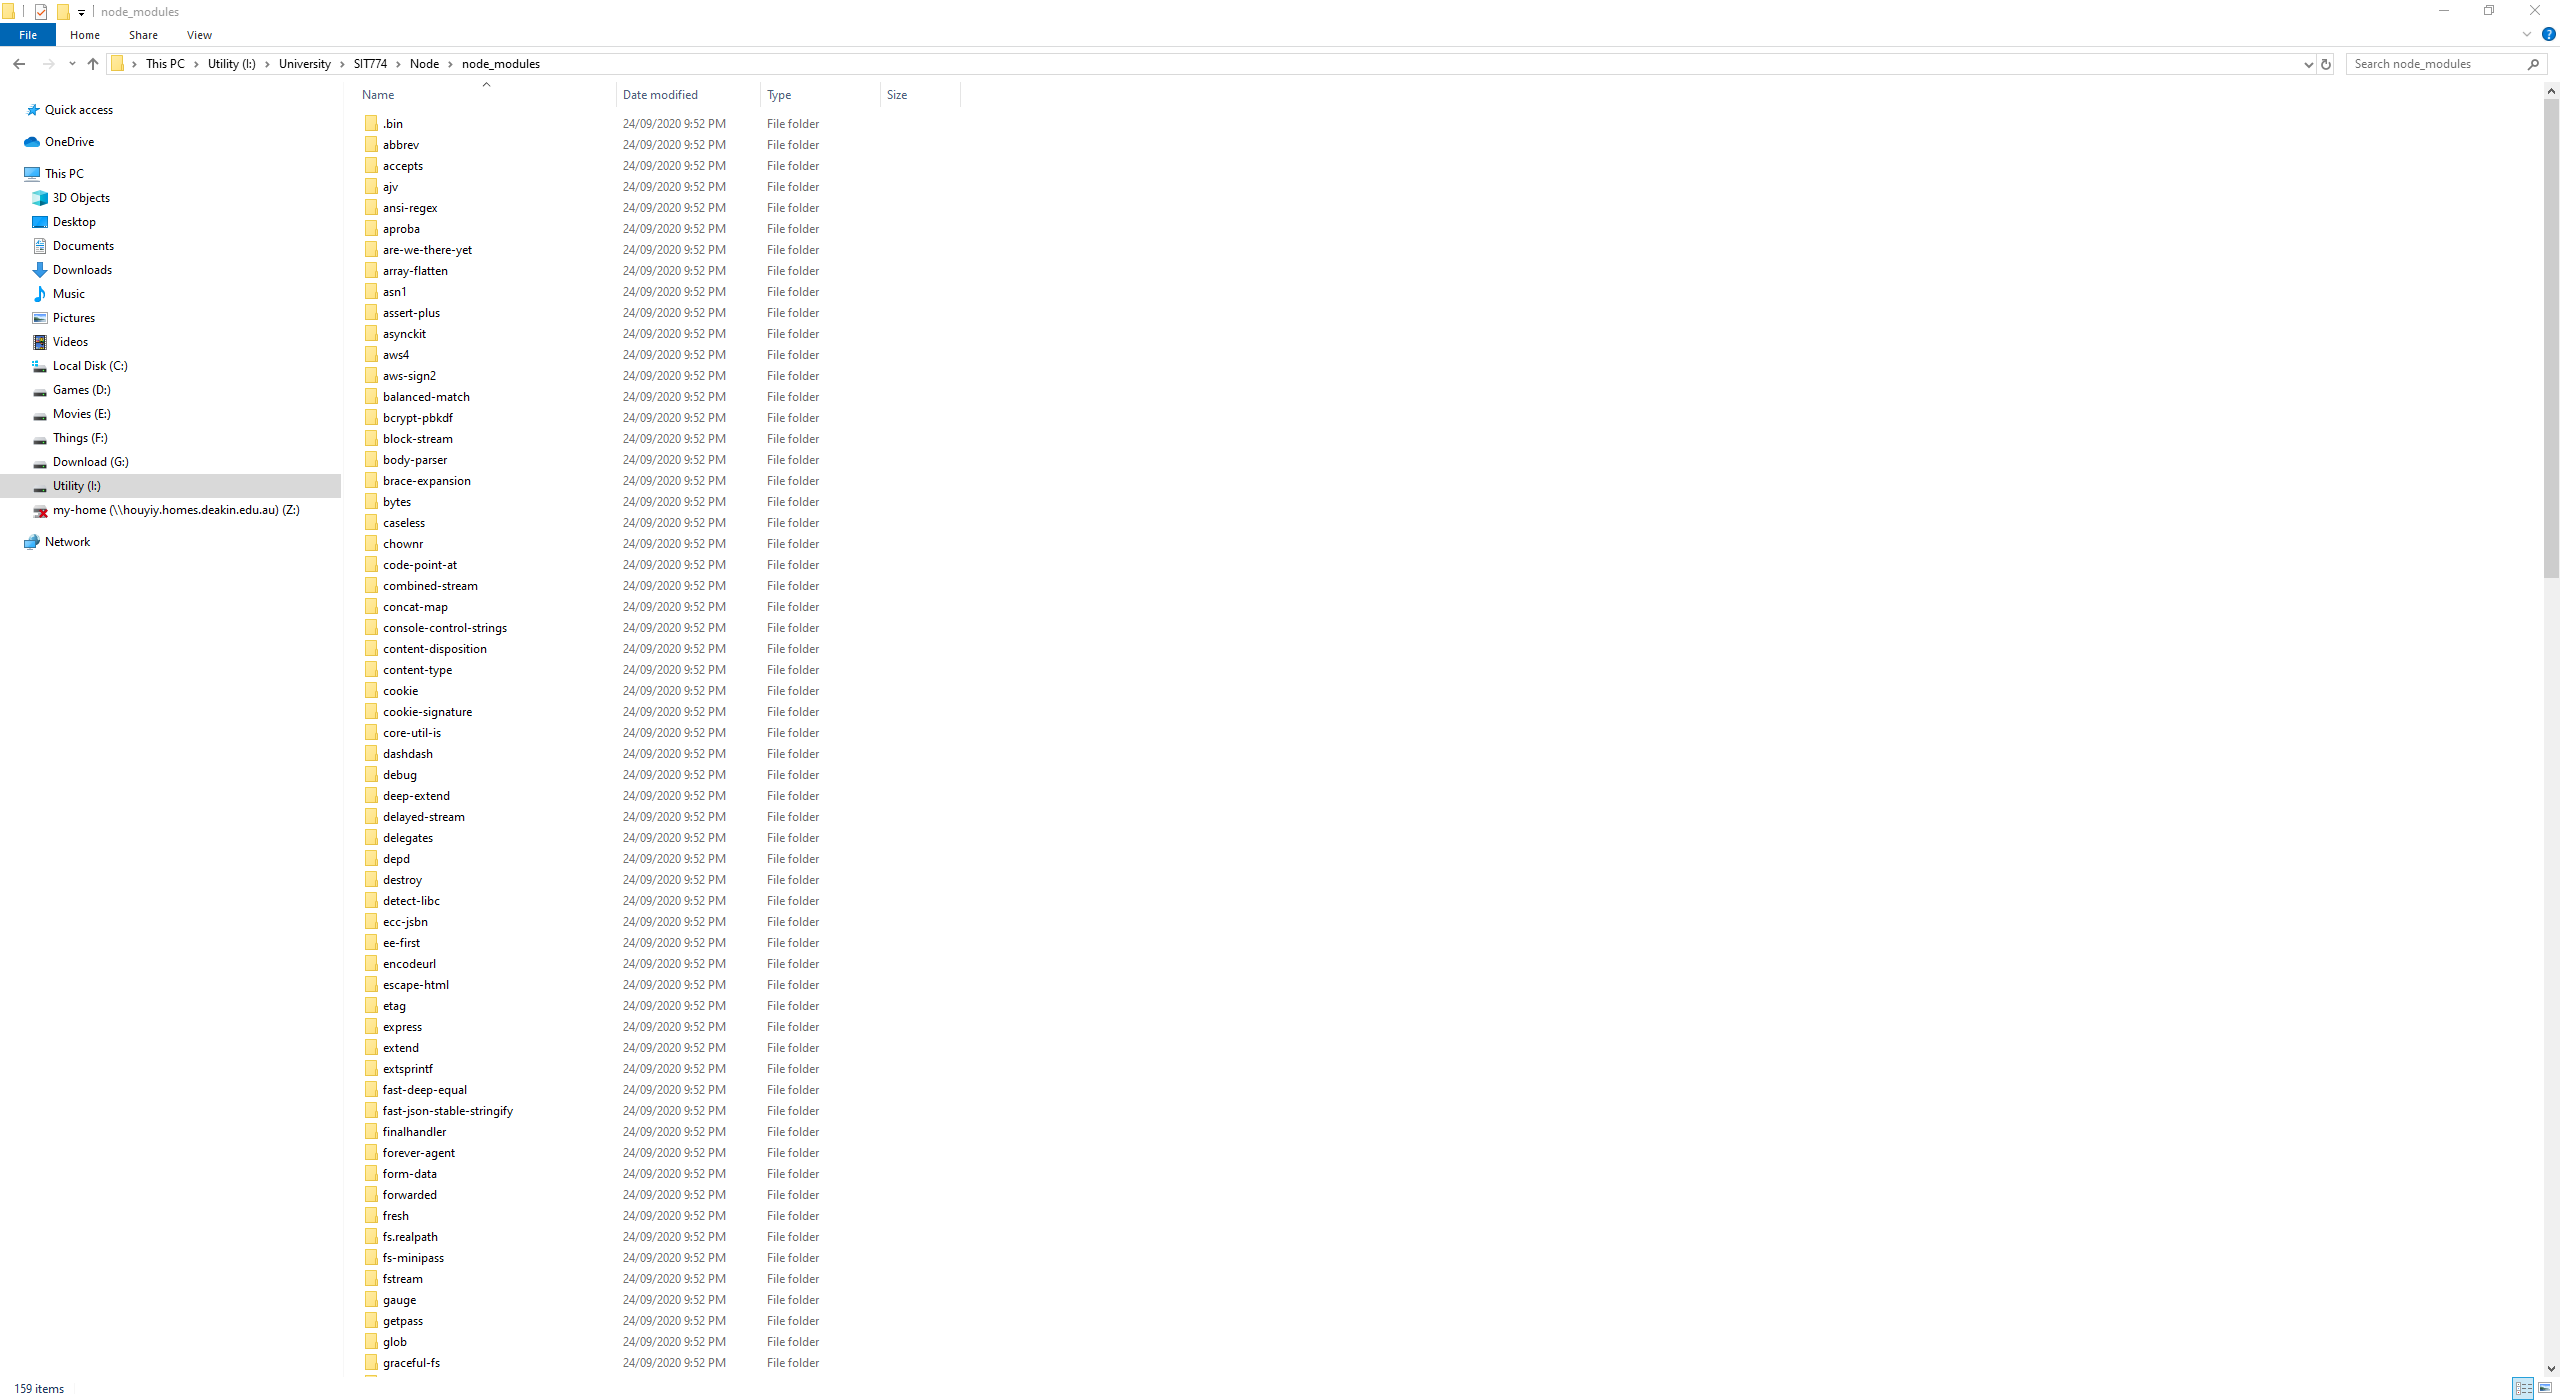 node_modules
File Home Share View
This PC Utility (I:) University SIT774 Node node_modules
Search node_modules
Name Date modified Type Size
Quick access
OneDrive
This PC
3D Objects
Desktop
Documents
Downloads
Music
Pictures
Videos
Local Disk (C:)
Games (D:)
Movies (E:)
Things (F:)
Download (G:)
Utility (I:)
my-home (\\houyiy.homes.deakin.edu.au) (Z:)
Network
.bin 24/09/2020 9:52 PM File folder
abbrev 24/09/2020 9:52 PM File folder
accepts 24/09/2020 9:52 PM File folder
ajv 24/09/2020 9:52 PM File folder
ansi-regex 24/09/2020 9:52 PM File folder
aproba 24/09/2020 9:52 PM File folder
are-we-there-yet 24/09/2020 9:52 PM File folder
array-flatten 24/09/2020 9:52 PM File folder
asn1 24/09/2020 9:52 PM File folder
assert-plus 24/09/2020 9:52 PM File folder
asynckit 24/09/2020 9:52 PM File folder
aws4 24/09/2020 9:52 PM File folder
aws-sign2 24/09/2020 9:52 PM File folder
balanced-match 24/09/2020 9:52 PM File folder
bcrypt-pbkdf 24/09/2020 9:52 PM File folder
block-stream 24/09/2020 9:52 PM File folder
body-parser 24/09/2020 9:52 PM File folder
brace-expansion 24/09/2020 9:52 PM File folder
bytes 24/09/2020 9:52 PM File folder
caseless 24/09/2020 9:52 PM File folder
chownr 24/09/2020 9:52 PM File folder
code-point-at 24/09/2020 9:52 PM File folder
combined-stream 24/09/2020 9:52 PM File folder
concat-map 24/09/2020 9:52 PM File folder
console-control-strings 24/09/2020 9:52 PM File folder
content-disposition 24/09/2020 9:52 PM File folder
content-type 24/09/2020 9:52 PM File folder
cookie 24/09/2020 9:52 PM File folder
cookie-signature 24/09/2020 9:52 PM File folder
core-util-is 24/09/2020 9:52 PM File folder
dashdash 24/09/2020 9:52 PM File folder
debug 24/09/2020 9:52 PM File folder
deep-extend 24/09/2020 9:52 PM File folder
delayed-stream 24/09/2020 9:52 PM File folder
delegates 24/09/2020 9:52 PM File folder
depd 24/09/2020 9:52 PM File folder
destroy 24/09/2020 9:52 PM File folder
detect-libc 24/09/2020 9:52 PM File folder
ecc-jsbn 24/09/2020 9:52 PM File folder
ee-first 24/09/2020 9:52 PM File folder
encodeurl 24/09/2020 9:52 PM File folder
escape-html 24/09/2020 9:52 PM File folder
etag 24/09/2020 9:52 PM File folder
express 24/09/2020 9:52 PM File folder
extend 24/09/2020 9:52 PM File folder
extsprintf 24/09/2020 9:52 PM File folder
fast-deep-equal 24/09/2020 9:52 PM File folder
fast-json-stable-stringify 24/09/2020 9:52 PM File folder
finalhandler 24/09/2020 9:52 PM File folder
forever-agent 24/09/2020 9:52 PM File folder
form-data 24/09/2020 9:52 PM File folder
forwarded 24/09/2020 9:52 PM File folder
fresh 24/09/2020 9:52 PM File folder
fs.realpath 24/09/2020 9:52 PM File folder
fs-minipass 24/09/2020 9:52 PM File folder
fstream 24/09/2020 9:52 PM File folder
gauge 24/09/2020 9:52 PM File folder
getpass 24/09/2020 9:52 PM File folder
glob 24/09/2020 9:52 PM File folder
graceful-fs 24/09/2020 9:52 PM File folder
159 items